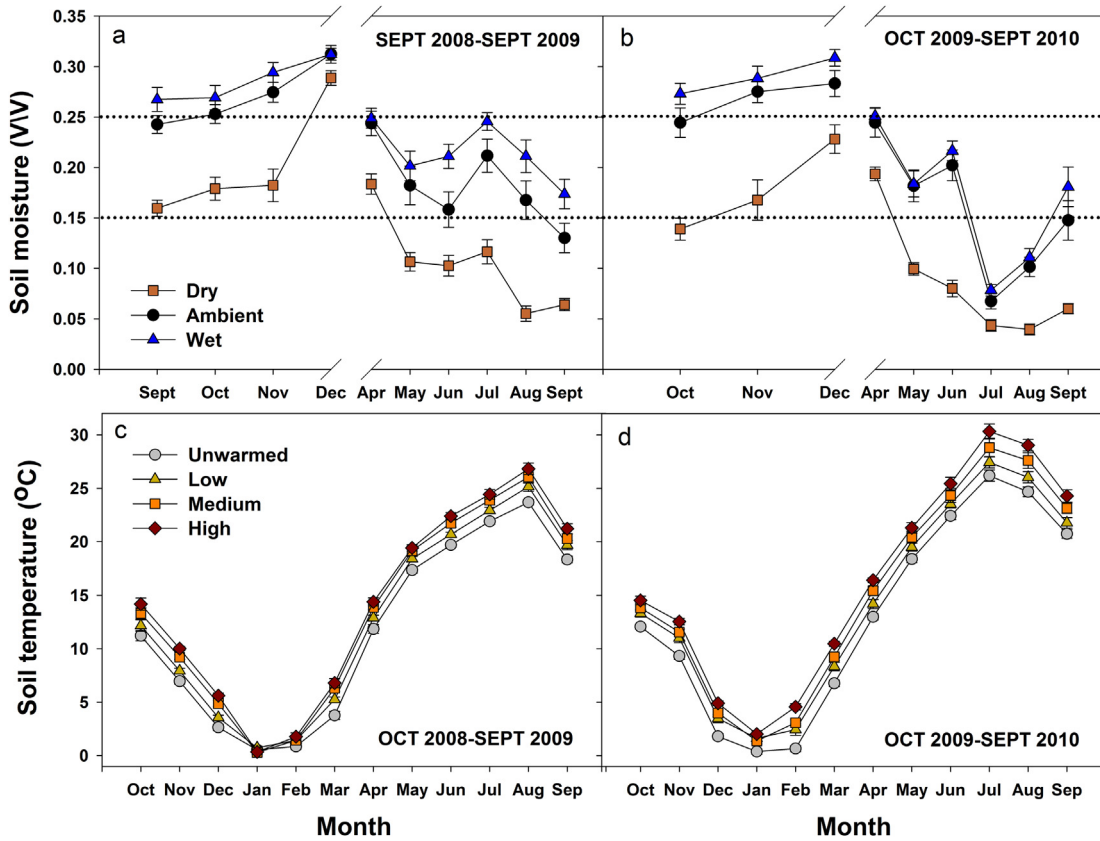 0.35
0.30
0.25
0.20
0.15
0.10
0.05
0.00
Soil moisture (V\V)
a
SEPT 2008-SEPT 2009
Dry
Ambient
Wet
Sept Oct Nov Dec Apr May Jun Jul Aug Sept
b
OCT 2009-SEPT 2010
Oct Nov Dec Apr May Jun Jul Aug Sept
30
25
20
15
10
5
0
Soil temperature (ºC)
c
Unwarmed
Low
Medium
High
OCT 2008-SEPT 2009
Oct Nov Dec Jan Feb Mar Apr May Jun Jul Aug Sep
Month
d
OCT 2009-SEPT 2010
Oct Nov Dec Jan Feb Mar Apr May Jun Jul Aug Sep
Month